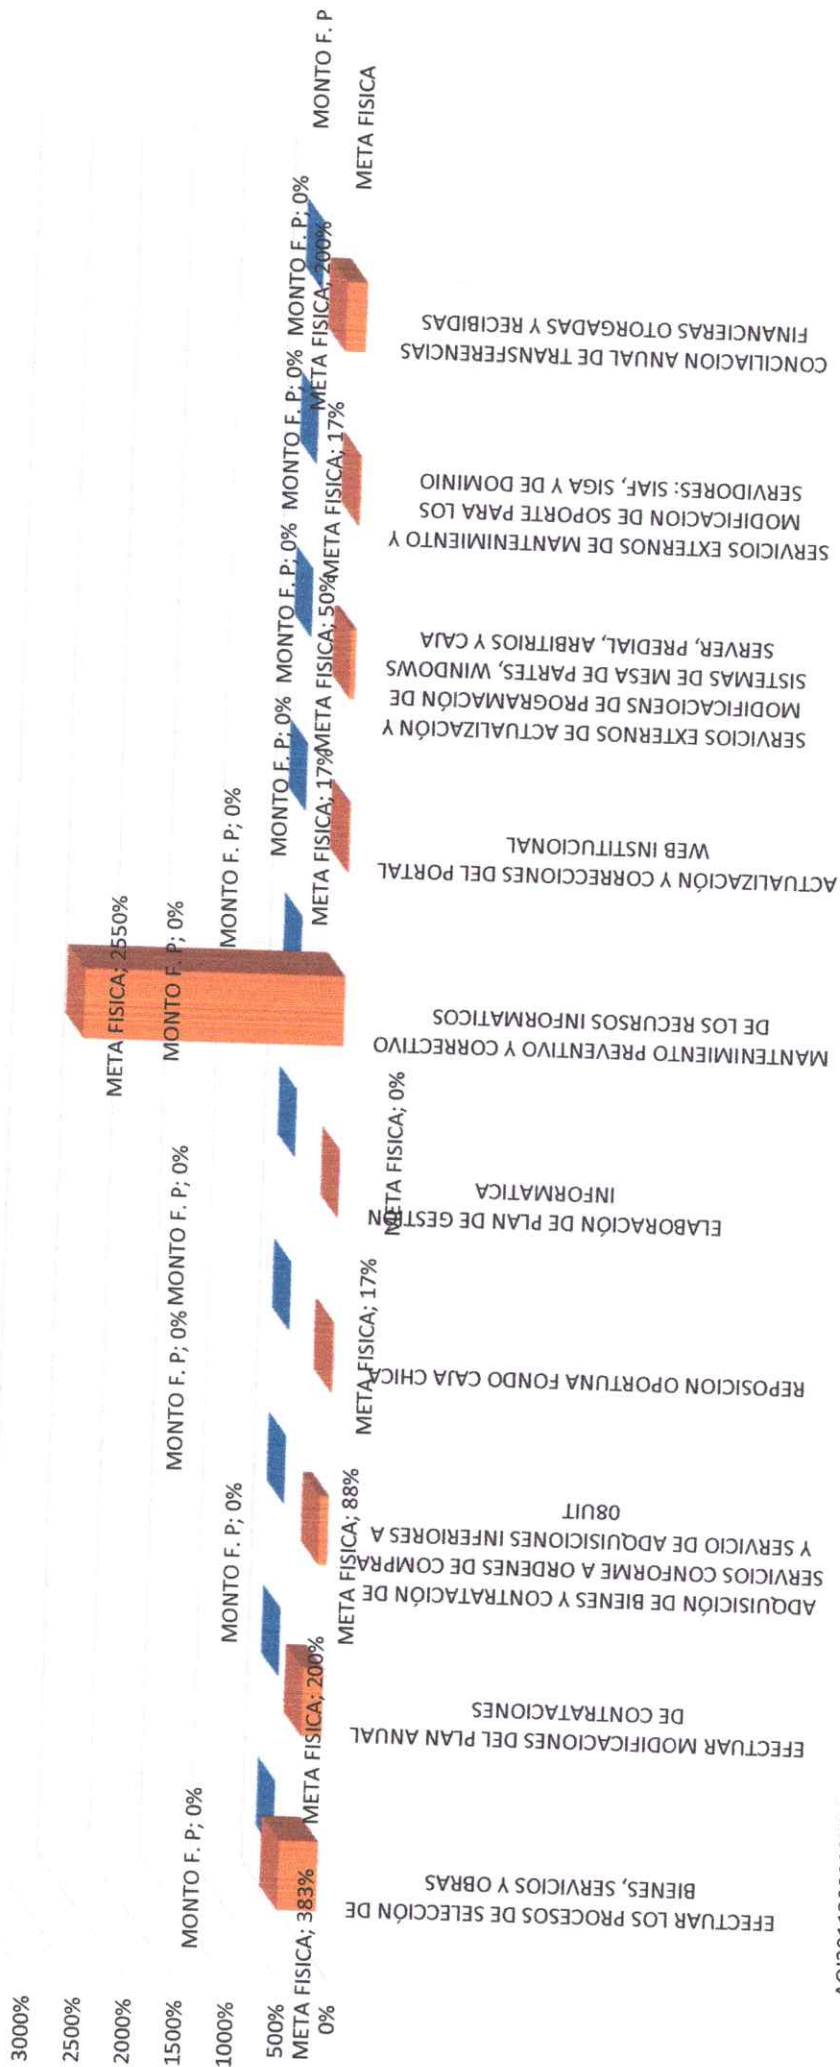 3000%
2500%
2000%
1500%
1000%
500%
0%
META FISICA; 383%
MONTO F. P; 0%
META FISICA; 200%
MONTO F. P; 0%
META FISICA; 88%
MONTO F. P; 0%
META FISICA; 17%
MONTO F. P; 0%
META FISICA; 0%
MONTO F. P; 0%
META FISICA; 2550%
MONTO F. P; 0%
META FISICA; 17%
MONTO F. P; 0%
META FISICA; 50%
MONTO F. P; 0%
META FISICA; 17%
MONTO F. P; 0%
META FISICA; 200%
MONTO F. P; 0%
MONTO F. P
META FISICA
EFECTUAR LOS PROCESOS DE SELECCIÓN DE
BIENES, SERVICIOS Y OBRAS
EFECTUAR MODIFICACIONES DEL PLAN ANUAL
DE CONTRATACIONES
ADQUISICIÓN DE BIENES Y CONTRATACIÓN DE
SERVICIOS CONFORME A ORDENES DE COMPRA
Y SERVICIO DE ADQUISICIONES INFERIORES A
08UIT
REPOSICION OPORTUNA FONDO CAJA CHICA
ELABORACIÓN DE PLAN DE GESTION
INFORMATICA
MANTENIMIENTO PREVENTIVO Y CORRECTIVO
DE LOS RECURSOS INFORMATICOS
ACTUALIZACIÓN Y CORRECCIONES DEL PORTAL
WEB INSTITUCIONAL
SERVICIOS EXTERNOS DE ACTUALIZACIÓN Y
MODIFICACIOENS DE PROGRAMACIÓN DE
SISTEMAS DE MESA DE PARTES, WINDOWS
SERVER, PREDIAL, ARBITRIOS Y CAJA
SERVICIOS EXTERNOS DE MANTENIMIENTO Y
MODIFICACION DE SOPORTE PARA LOS
SERVIDORES: SIAF, SIGA Y DE DOMINIO
CONCILIACION ANUAL DE TRANSFERENCIAS
FINANCIERAS OTORGADAS Y RECIBIDAS